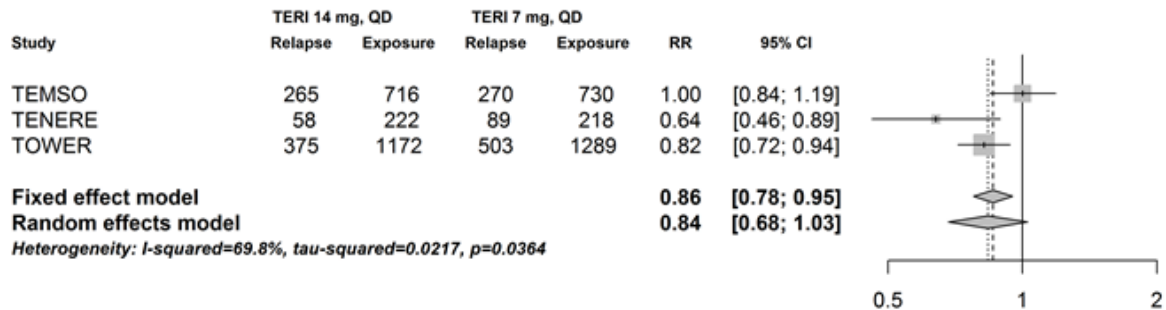 TERI 14 mg, QD TERI 7 mg, QD
Study Relapse Exposure Relapse Exposure RR 95% CI
TEMSO 265 716 270 730 1.00 [0.84; 1.19]
TENERE 58 222 89 218 0.64 [0.46; 0.89]
TOWER 375 1172 503 1289 0.82 [0.72; 0.94]
Fixed effect model 0.86 [0.78; 0.95]
Random effects model 0.84 [0.68; 1.03]
Heterogeneity: I-squared=69.8%, tau-squared=0.0217, p=0.0364
0.5 1 2